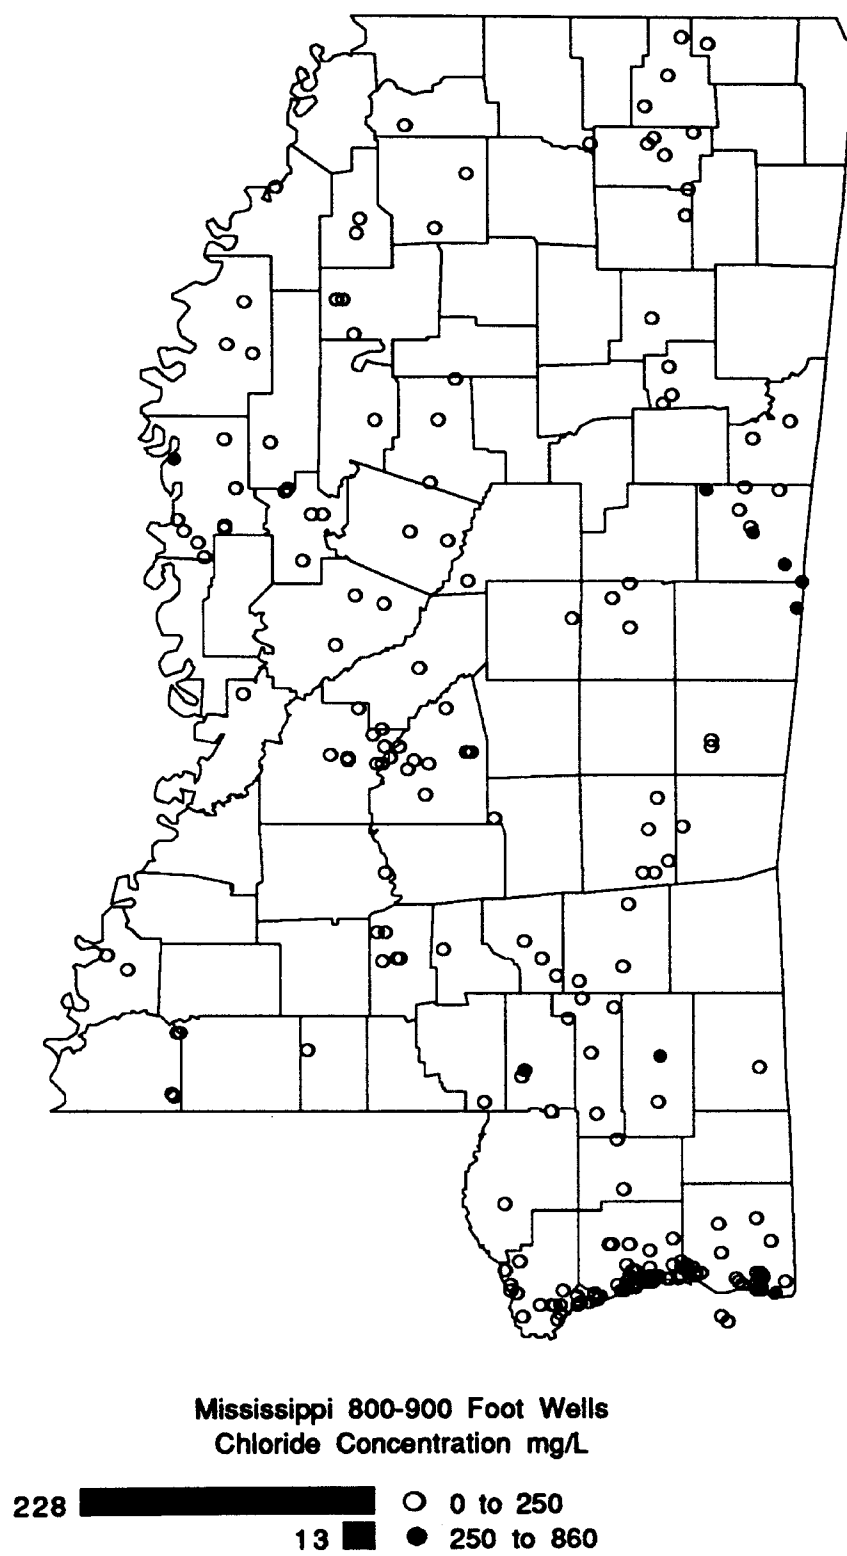 Mississippi 800-900 Foot Wells
Chloride Concentration mg/L
228 0 to 250
13 250 to 860